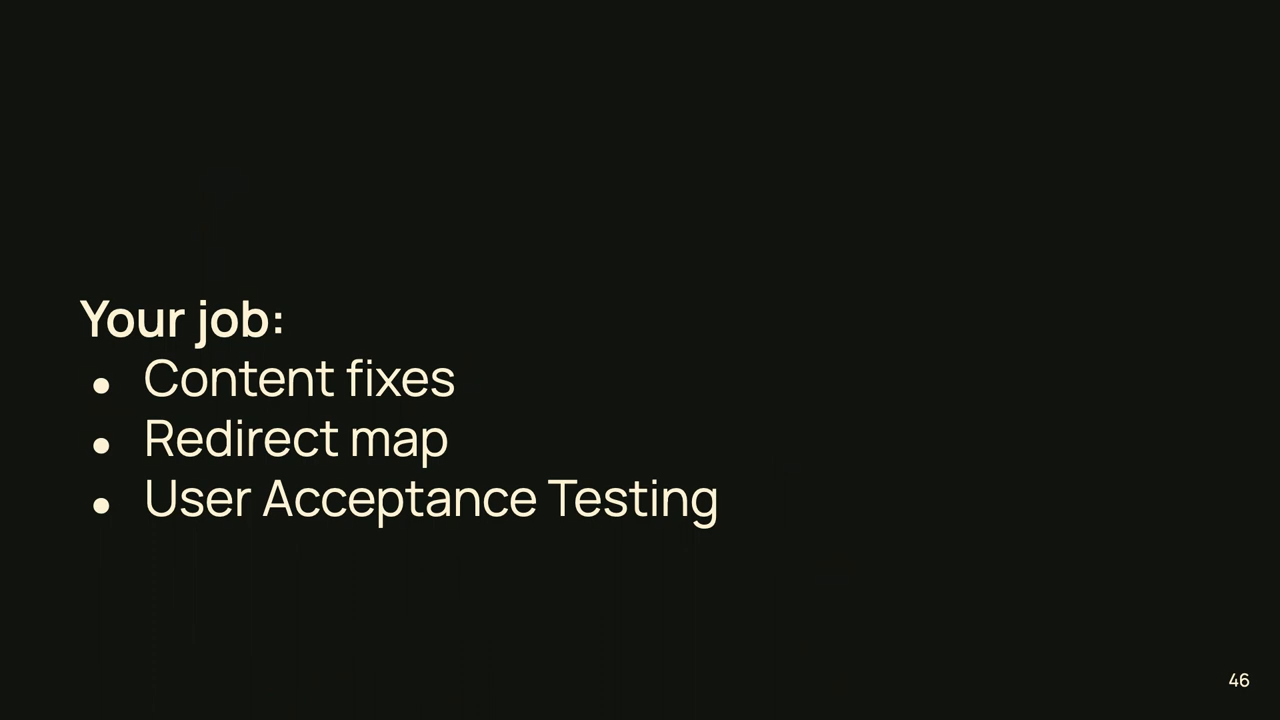 Your job:
● Content fixes
● Redirect map
● User Acceptance Testing
46